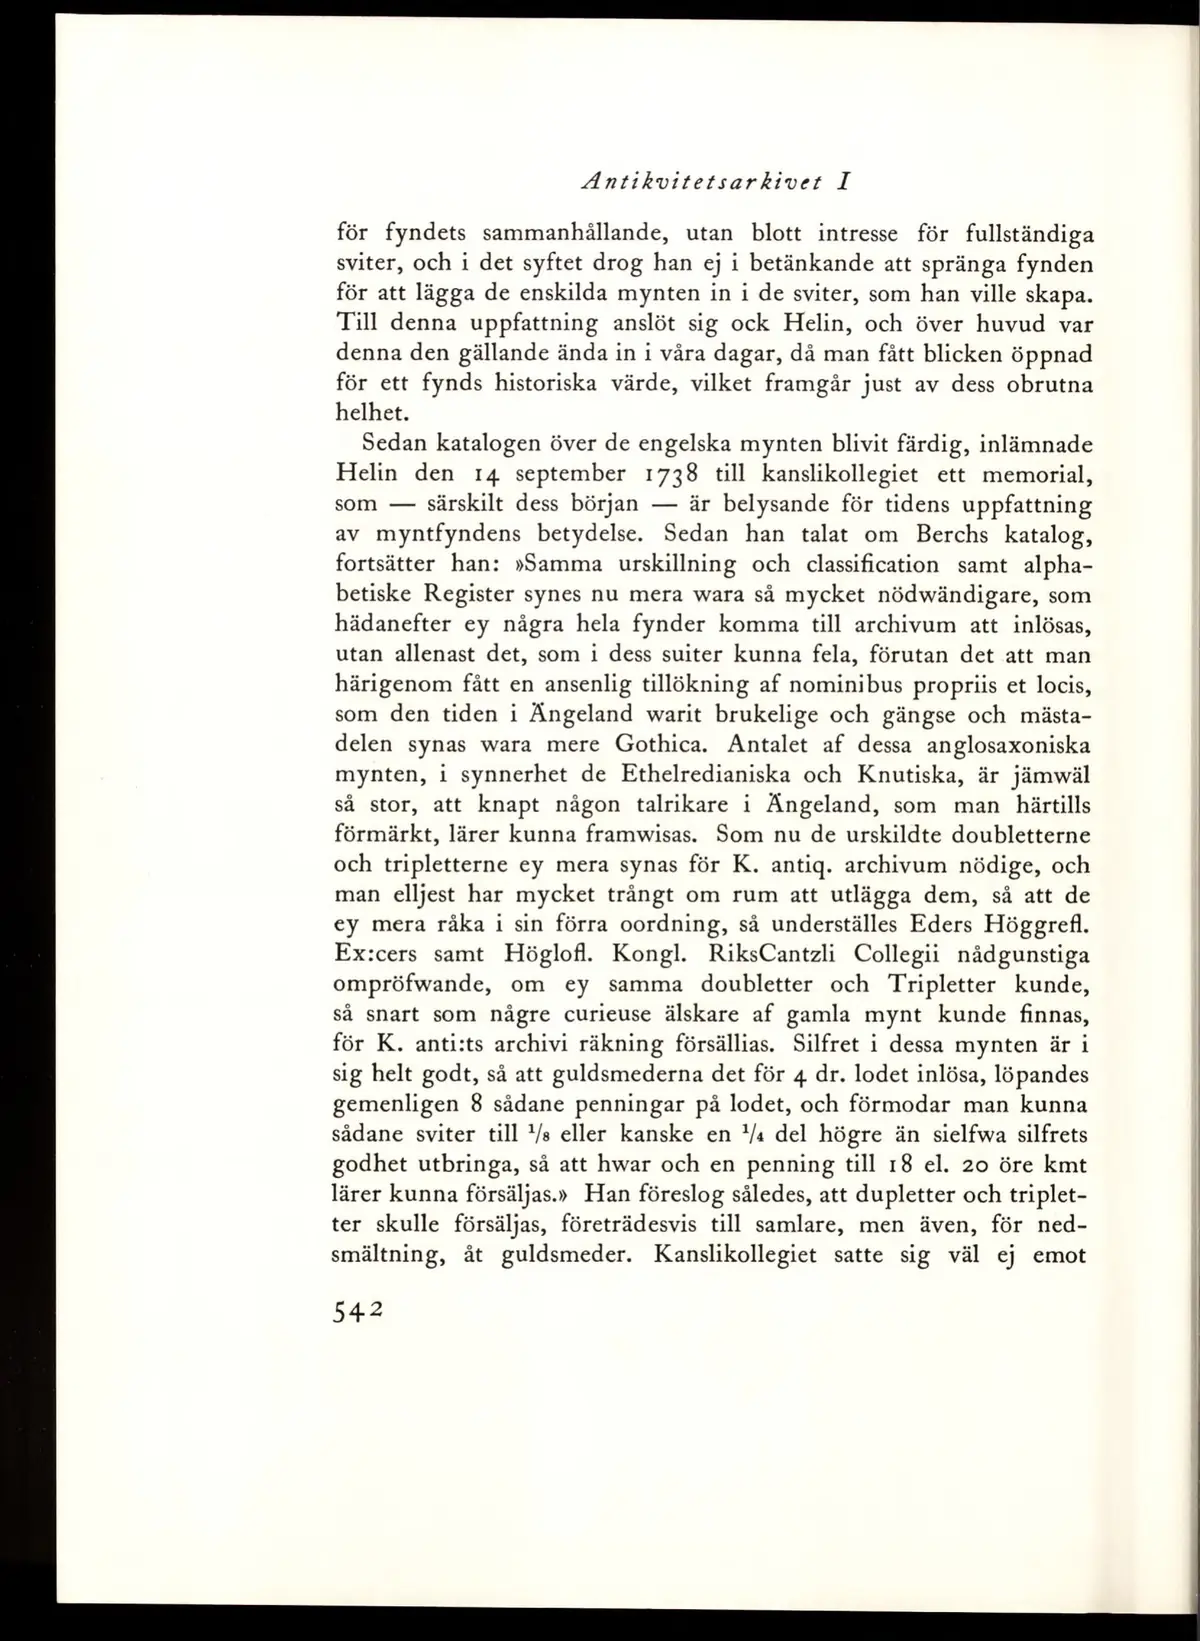 Antikvitetsarkivet I
för fyndets sammanhållande, utan blott intresse för fullständiga
sviter, och i det syftet drog han ej i betänkande att spränga fynden
för att lägga de enskilda mynten in i de sviter, som han ville skapa.
Till denna uppfattning anslöt sig ock Helin, och över huvud var
denna den gällande ända in i våra dagar, då man fått blicken öppnad
för ett fynds historiska värde, vilket framgår just av dess obrutna
helhet.
Sedan katalogen över de engelska mynten blivit färdig, inlämnade
Helin den 14 september 1738 till kanslikollegiet ett memorial,
som — särskilt dess början — är belysande för tidens uppfattning
av myntfyndens betydelse. Sedan han talat om Berchs katalog,
fortsätter han: »Samma urskillning och classification samt alpha-
betiske Register synes nu mera wara så mycket nödwändigare, som
hädanefter ey några hela fynder komma till archivum att inlösas,
utan allenast det, som i dess suiter kunna fela, förutan det att man
härigenom fått en ansenlig tillökning af nominibus propriis et locis,
som den tiden i Ängeland warit brukelige och gängse och mästa-
delen synas wara mere Gothica. Antalet af dessa anglosaxoniska
mynten, i synnerhet de Ethelredianiska och Knutiska, är jämwäl
så stor, att knapt någon talrikare i Ängeland, som man härtills
förmärkt, lärer kunna framwisas. Som nu de urskildte doubletterne
och tripletterne ey mera synas för K. antiq. archivum nödige, och
man elljest har mycket trångt om rum att utlägga dem, så att de
ey mera råka i sin förra oordning, så underställes Eders Höggrefl.
Ex:cers samt Höglofl. Kongl. RiksCantzli Collegii nådgunstiga
ompröfwande, om ey samma doubletter och Tripletter kunde,
så snart som någre curieuse älskare af gamla mynt kunde finnas,
för K. anti:ts archivi räkning försällias. Silfret i dessa mynten är i
sig helt godt, så att guldsmederna det för 4 dr. lodet inlösa, löpandes
gemenligen 8 sådane penningar på lodet, och förmodar man kunna
sådane sviter till 1/8 eller kanske en 1/4 del högre än sielfwa silfrets
godhet utbringa, så att hwar och en penning till 18 el. 20 öre kmt
lärer kunna försäljas.» Han föreslog således, att dupletter och triplet-
ter skulle försäljas, företrädesvis till samlare, men även, för ned-
smältning, åt guldsmeder. Kanslikollegiet satte sig väl ej emot
542